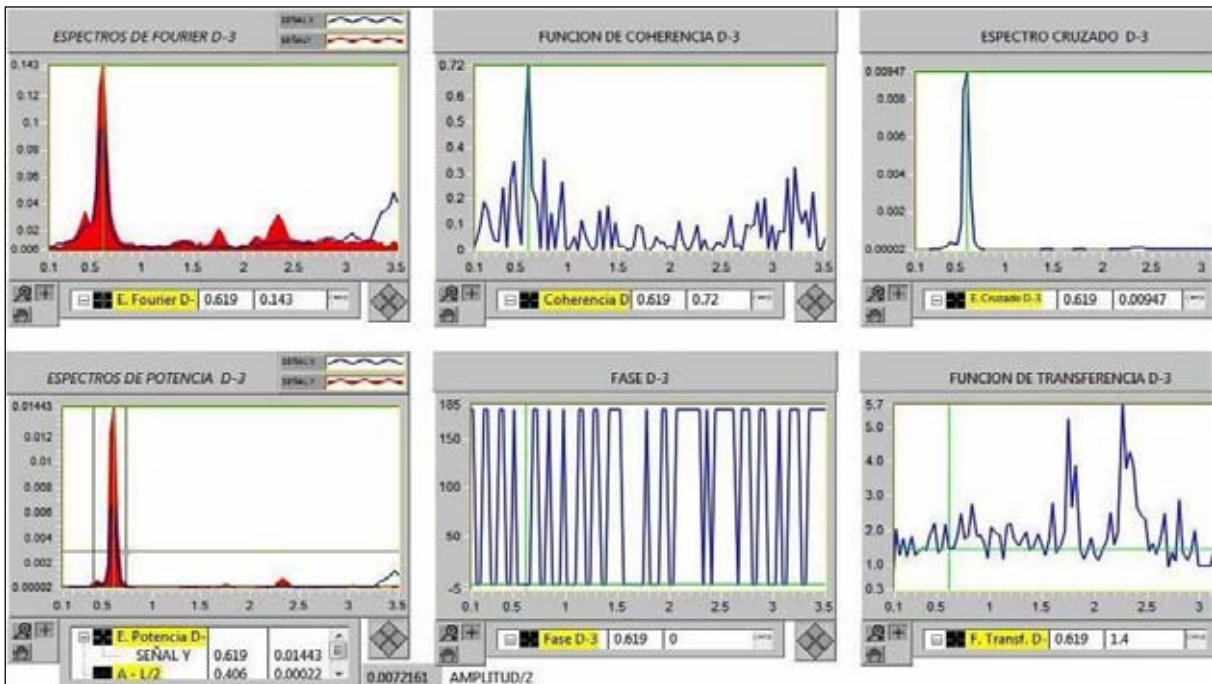 ESPECTROS DE FOURIER D-3
SEÑAL X
SEÑAL Y
0.143
0.12
0.1
0.08
0.04
0.02
0.006
0.1 0.5 1 1.5 2 2.5 3 3.5
E. Fourier D- 0.619 0.143
FUNCION DE COHERENCIA D-3
0.72
0.6
0.5
0.4
0.3
0.2
0.1
0
0.1 0.5 1 1.5 2 2.5 3 3.5
Coherencia D 0.619 0.72
ESPECTRO CRUZADO D-3
0.00947
0.008
0.006
0.004
0.002
0.00002
0.1 0.5 1 1.5 2 2.5 3
E. Cruzado D-3 0.619 0.00947
ESPECTROS DE POTENCIA D-3
SEÑAL X
SEÑAL Y
0.01443
0.012
0.01
0.006
0.004
0.002
0.00002
0.1 0.5 1 1.5 2 2.5 3 3.5
E. Potencia D-
SEÑAL Y 0.619 0.01443
A - L/2 0.406 0.00022
0.0072161 AMPLITUD/2
FASE D-3
185
150
100
50
-5
0.1 0.5 1 1.5 2 2.5 3 3.5
Fase D-3 0.619 0
FUNCION DE TRANSFERENCIA D-3
5.7
5.0
4.0
3.0
2.0
1.0
0.3
0.1 0.5 1 1.5 2 2.5 3
F. Transf. D- 0.619 1.4